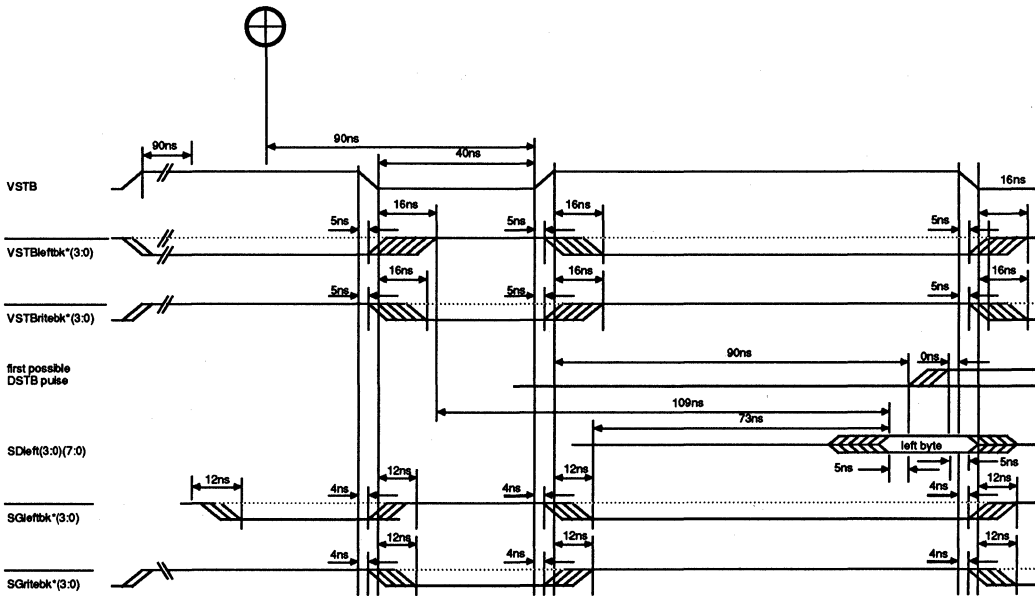 90ns
40ns
90ns
VSTB
16ns
16ns
16ns
5ns
5ns
5ns
VSTBleftbk*(3:0)
16ns
16ns
16ns
5ns
5ns
5ns
VSTBritebk*(3:0)
90ns
0ns
first possible
DSTB pulse
109ns
73ns
SDleft(3:0)(7:0)
left byte
5ns
5ns
12ns
12ns
12ns
12ns
4ns
4ns
4ns
SGleftbk*(3:0)
12ns
12ns
12ns
4ns
4ns
4ns
SGritebk*(3:0)